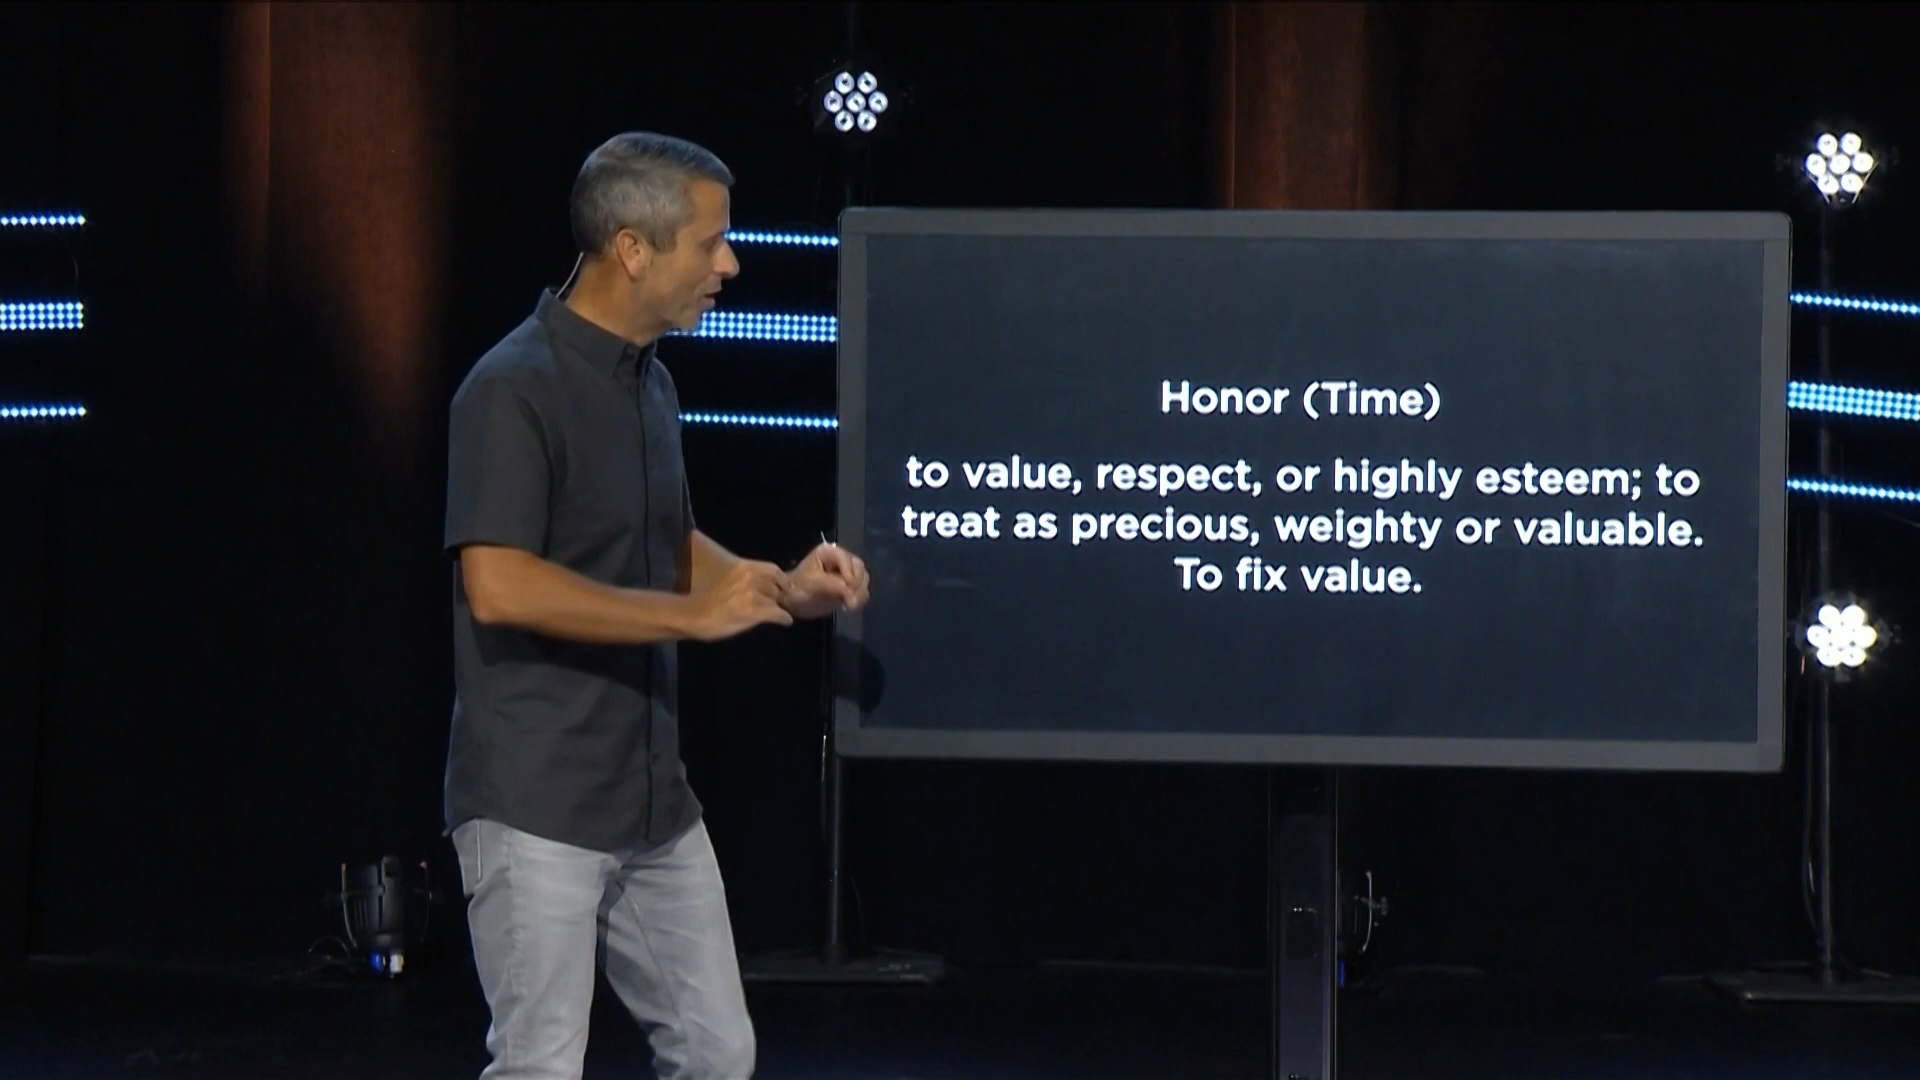 Honor (Time)
to value, respect, or highly esteem; to
treat as precious, weighty or valuable.
To fix value.